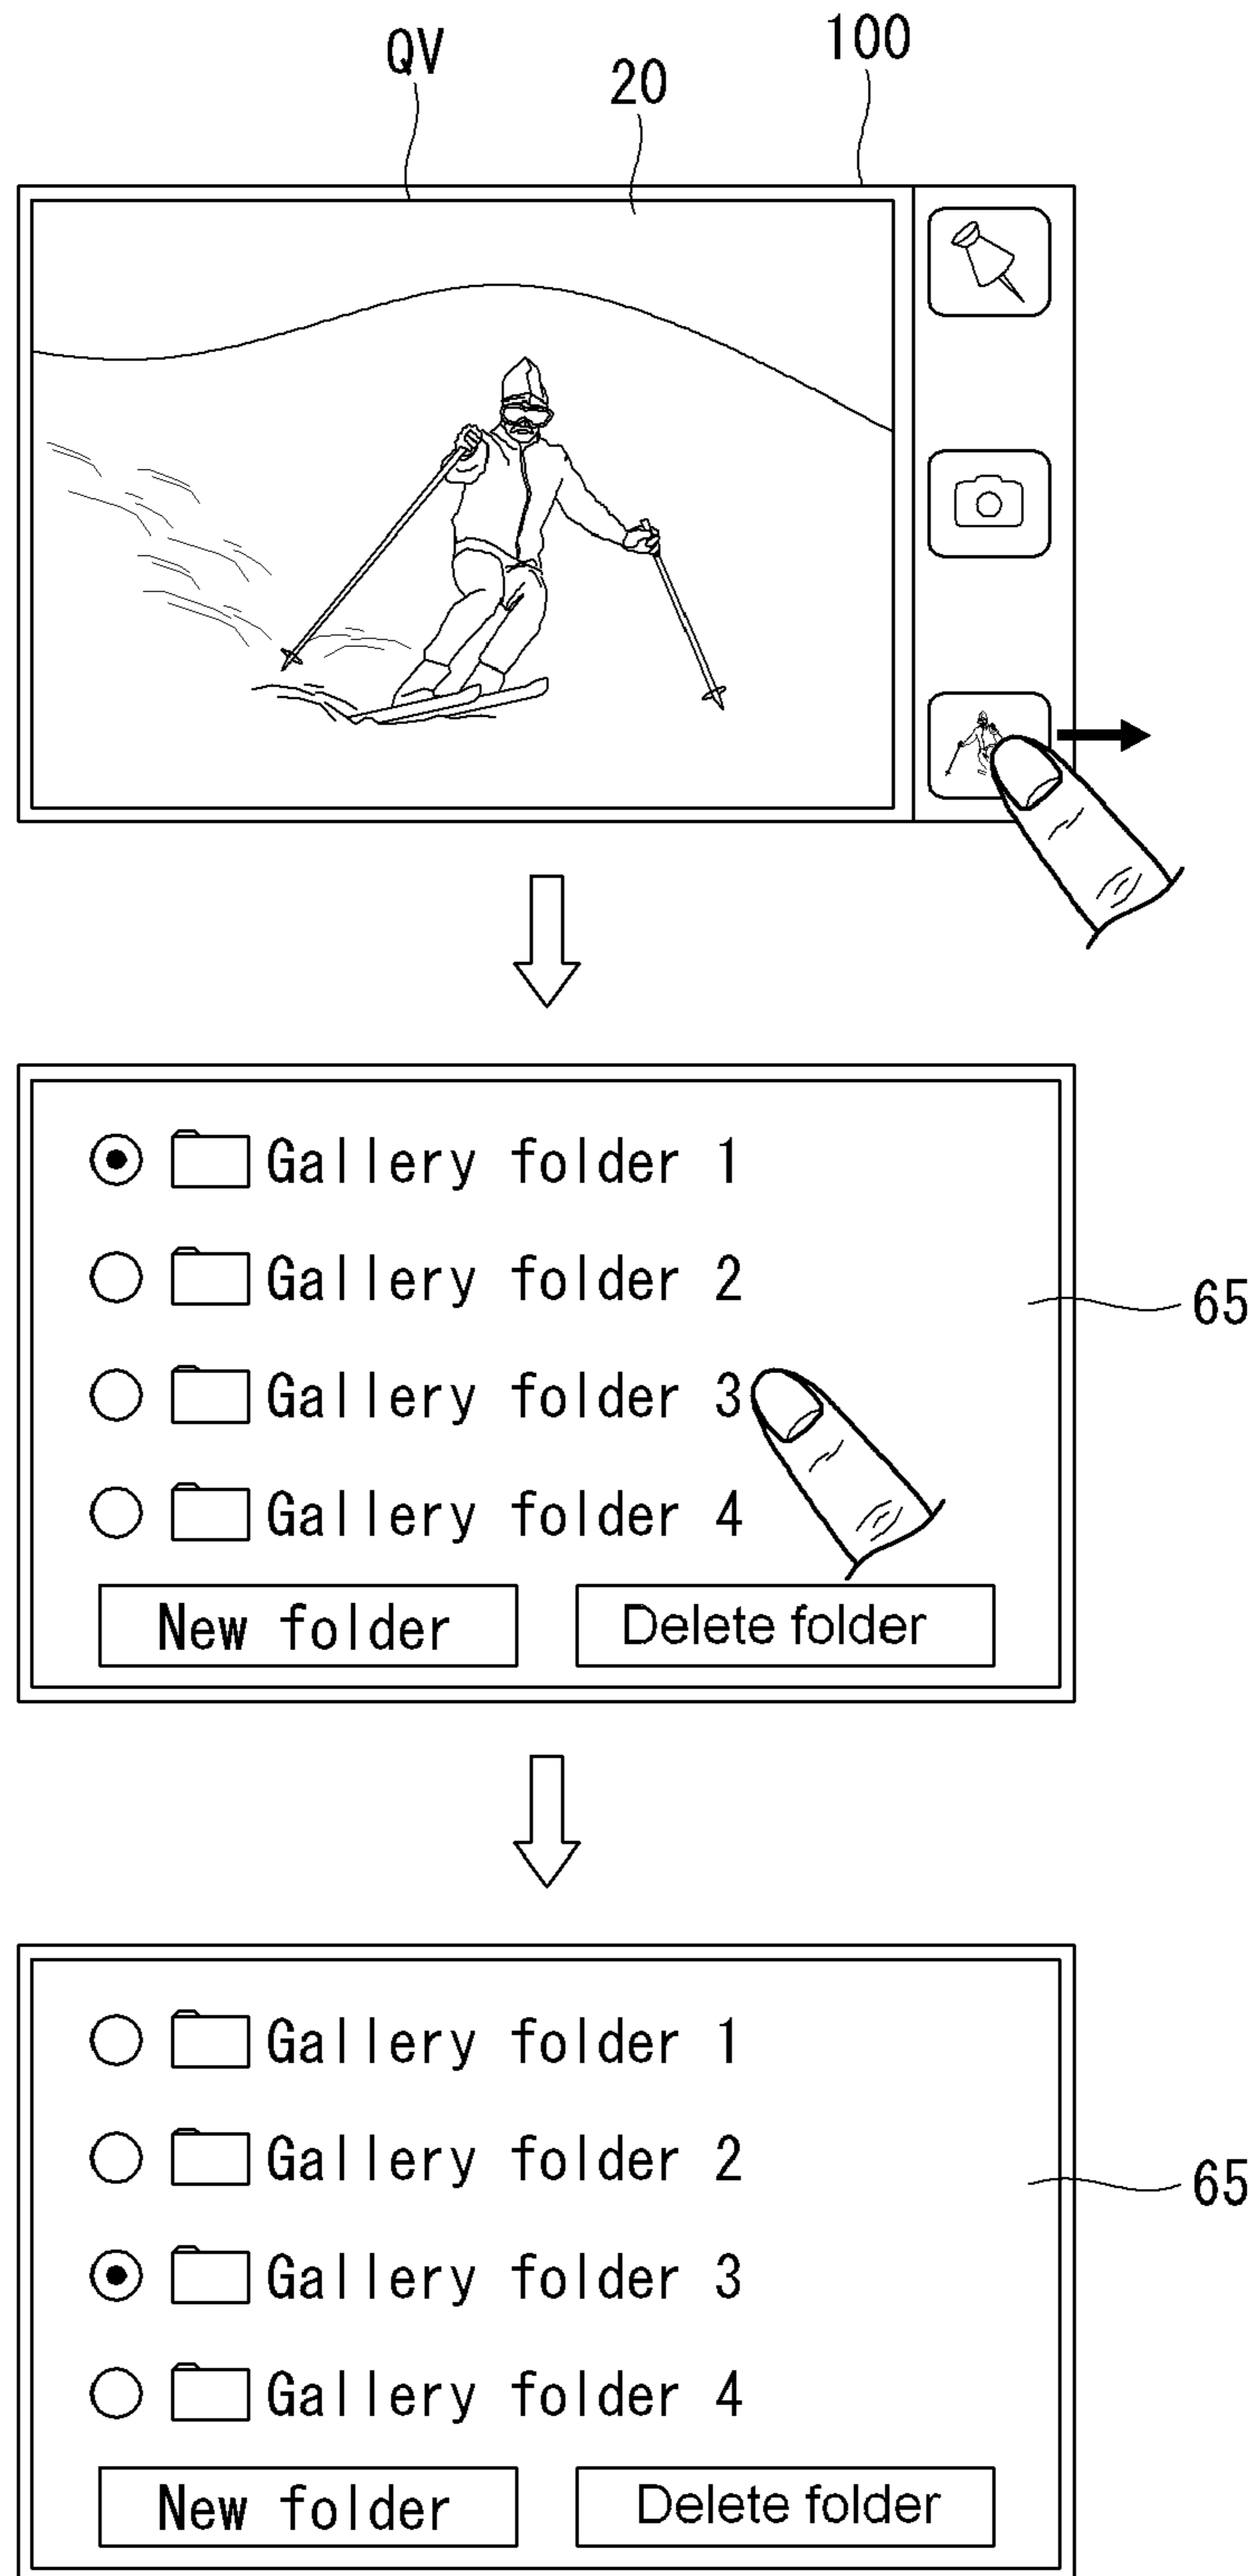 QV
20
100
Gallery folder 1
Gallery folder 2
65
Gallery folder 3
Gallery folder 4
New folder
Delete folder
Gallery folder 1
Gallery folder 2
65
Gallery folder 3
Gallery folder 4
New folder
Delete folder